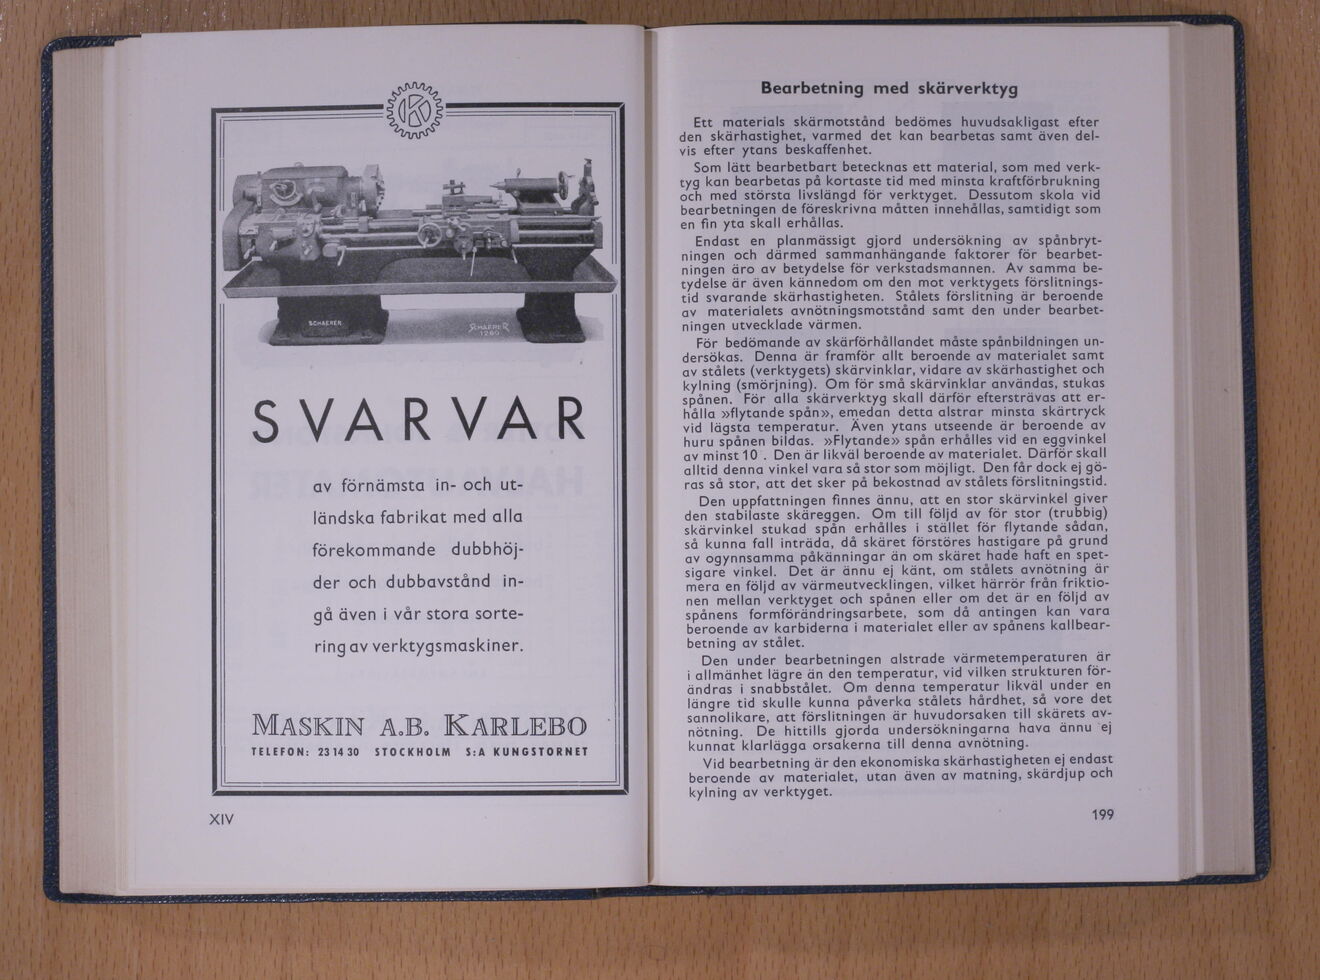 K
SCHAERER
SCHAERER
1260
SVARVAR
av förnämsta in- och ut-
ländska fabrikat med alla
förekommande dubbhöj-
der och dubbavstånd in-
gå även i vår stora sorte-
ring av verktygsmaskiner.
MASKIN A.B. KARLEBO
TELEFON: 23 14 30 STOCKHOLM S:A KUNGSTORNET
XIV
Bearbetning med skärverktyg
Ett materials skärmotstånd bedömes huvudsakligast efter
den skärhastighet, varmed det kan bearbetas samt även del-
vis efter ytans beskaffenhet.
Som lätt bearbetbart betecknas ett material, som med verk-
tyg kan bearbetas på kortaste tid med minsta kraftförbrukning
och med största livslängd för verktyget. Dessutom skola vid
bearbetningen de föreskrivna måtten innehållas, samtidigt som
en fin yta skall erhållas.
Endast en planmässigt gjord undersökning av spånbryt-
ningen och därmed sammanhängande faktorer för bearbet-
ningen äro av betydelse för verkstadsmannen. Av samma be-
tydelse är även kännedom om den mot verktygets förslitnings-
tid svarande skärhastigheten. Stålets förslitning är beroende
av materialets avnötningsmotstånd samt den under bearbet-
ningen utvecklade värmen.
För bedömande av skärförhållandet måste spånbildningen un-
dersökas. Denna är framför allt beroende av materialet samt
av stålets (verktygets) skärvinklar, vidare av skärhastighet och
kylning (smörjning). Om för små skärvinklar användas, stukas
spånen. För alla skärverktyg skall därför eftersträvas att er-
hålla »flytande spån», emedan detta alstrar minsta skärtryck
vid lägsta temperatur. Även ytans utseende är beroende av
huru spånen bildas. »Flytande» spån erhålles vid en eggvinkel
av minst 10°. Den är likväl beroende av materialet. Därför skall
alltid denna vinkel vara så stor som möjligt. Den får dock ej gö-
ras så stor, att det sker på bekostnad av stålets förslitningstid.
Den uppfattningen finnes ännu, att en stor skärvinkel giver
den stabilaste skäreggen. Om till följd av för stor (trubbig)
skärvinkel stukad spån erhålles i stället för flytande sådan,
så kunna fall inträda, då skäret förstöres hastigare på grund
av ogynnsamma påkänningar än om skäret hade haft en spet-
sigare vinkel. Det är ännu ej känt, om stålets avnötning är
mera en följd av värmeutvecklingen, vilket härrör från friktio-
nen mellan verktyget och spånen eller om det är en följd av
spånens formförändringsarbete, som då antingen kan vara
beroende av karbiderna i materialet eller av spånens kallbear-
betning av stålet.
Den under bearbetningen alstrade värmetemperaturen är
i allmänhet lägre än den temperatur, vid vilken strukturen för-
ändras i snabbstålet. Om denna temperatur likväl under en
längre tid skulle kunna påverka stålets hårdhet, så vore det
sannolikare, att förslitningen är huvudorsaken till skärets av-
nötning. De hittills gjorda undersökningarna hava ännu ej
kunnat klarlägga orsakerna till denna avnötning.
Vid bearbetning är den ekonomiska skärhastigheten ej endast
beroende av materialet, utan även av matning, skärdjup och
kylning av verktyget.
199